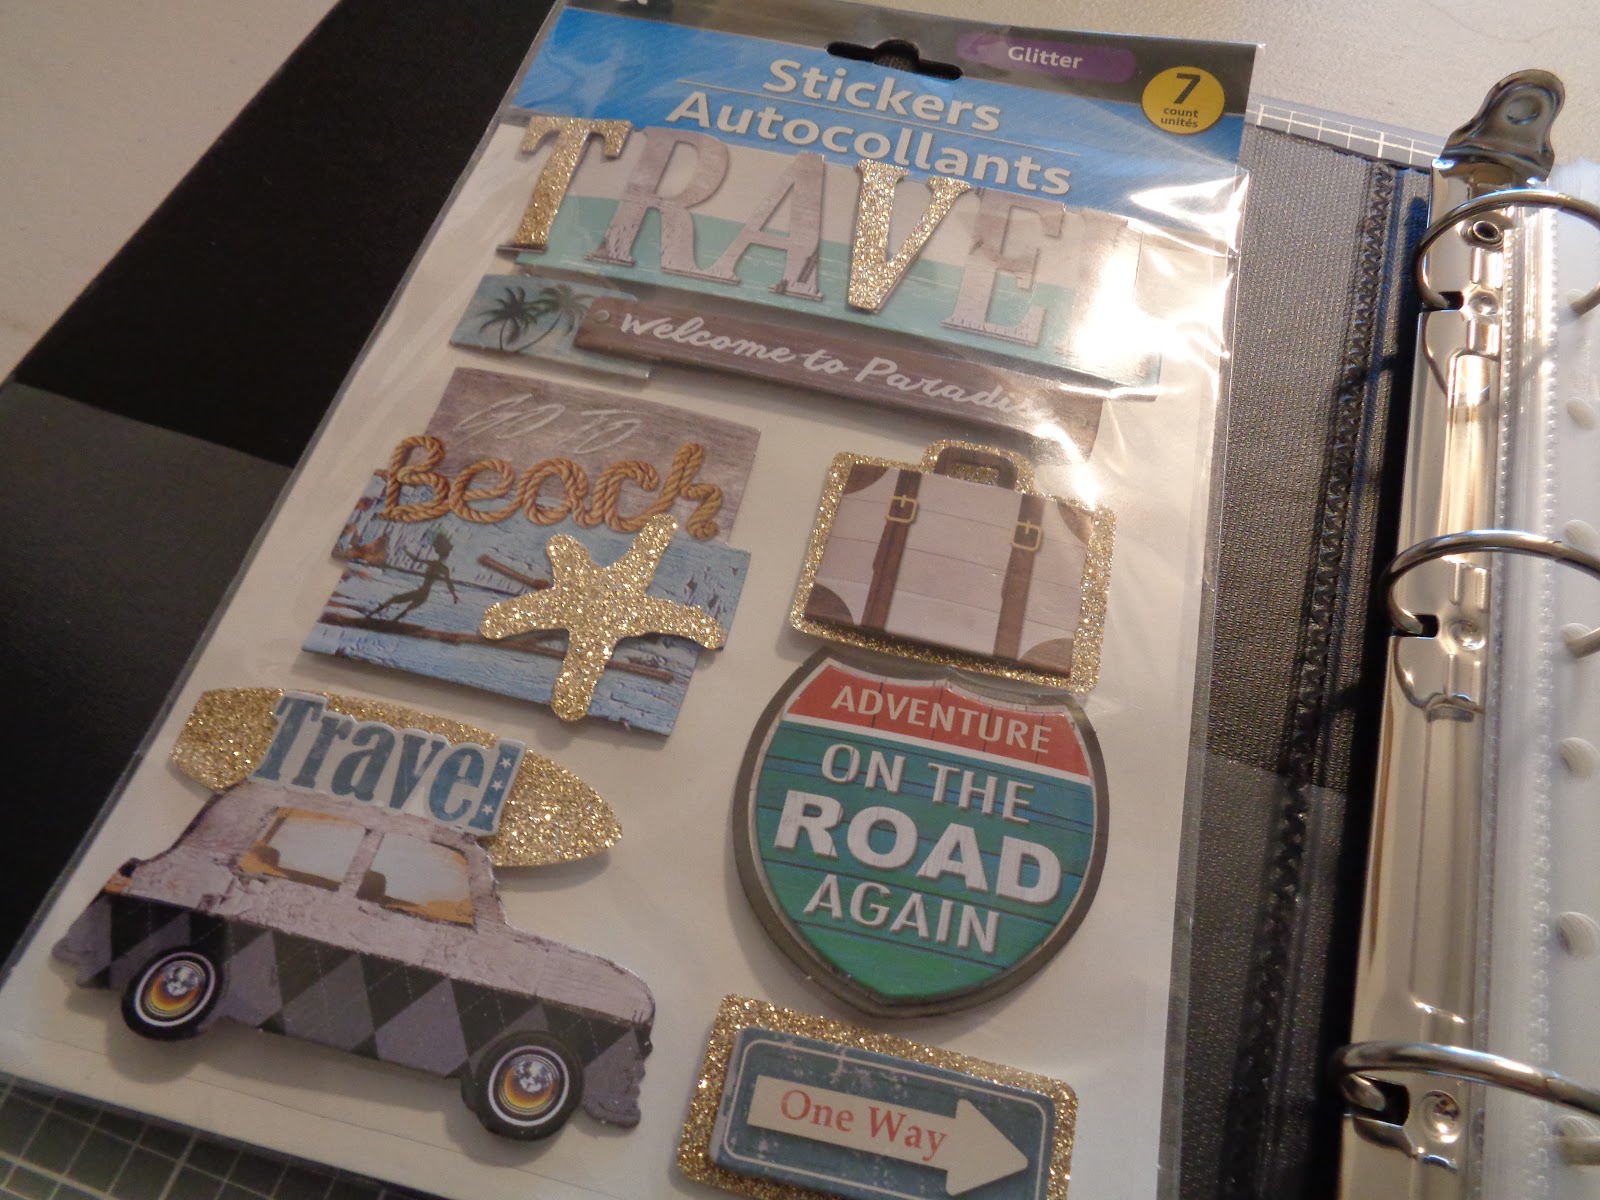 Glitter
Stickers
Autocollants
7
count
unités
TRAVEL
Welcome to Paradise
GO TO
Beach
Travel
ADVENTURE
ON THE
ROAD
AGAIN
One Way